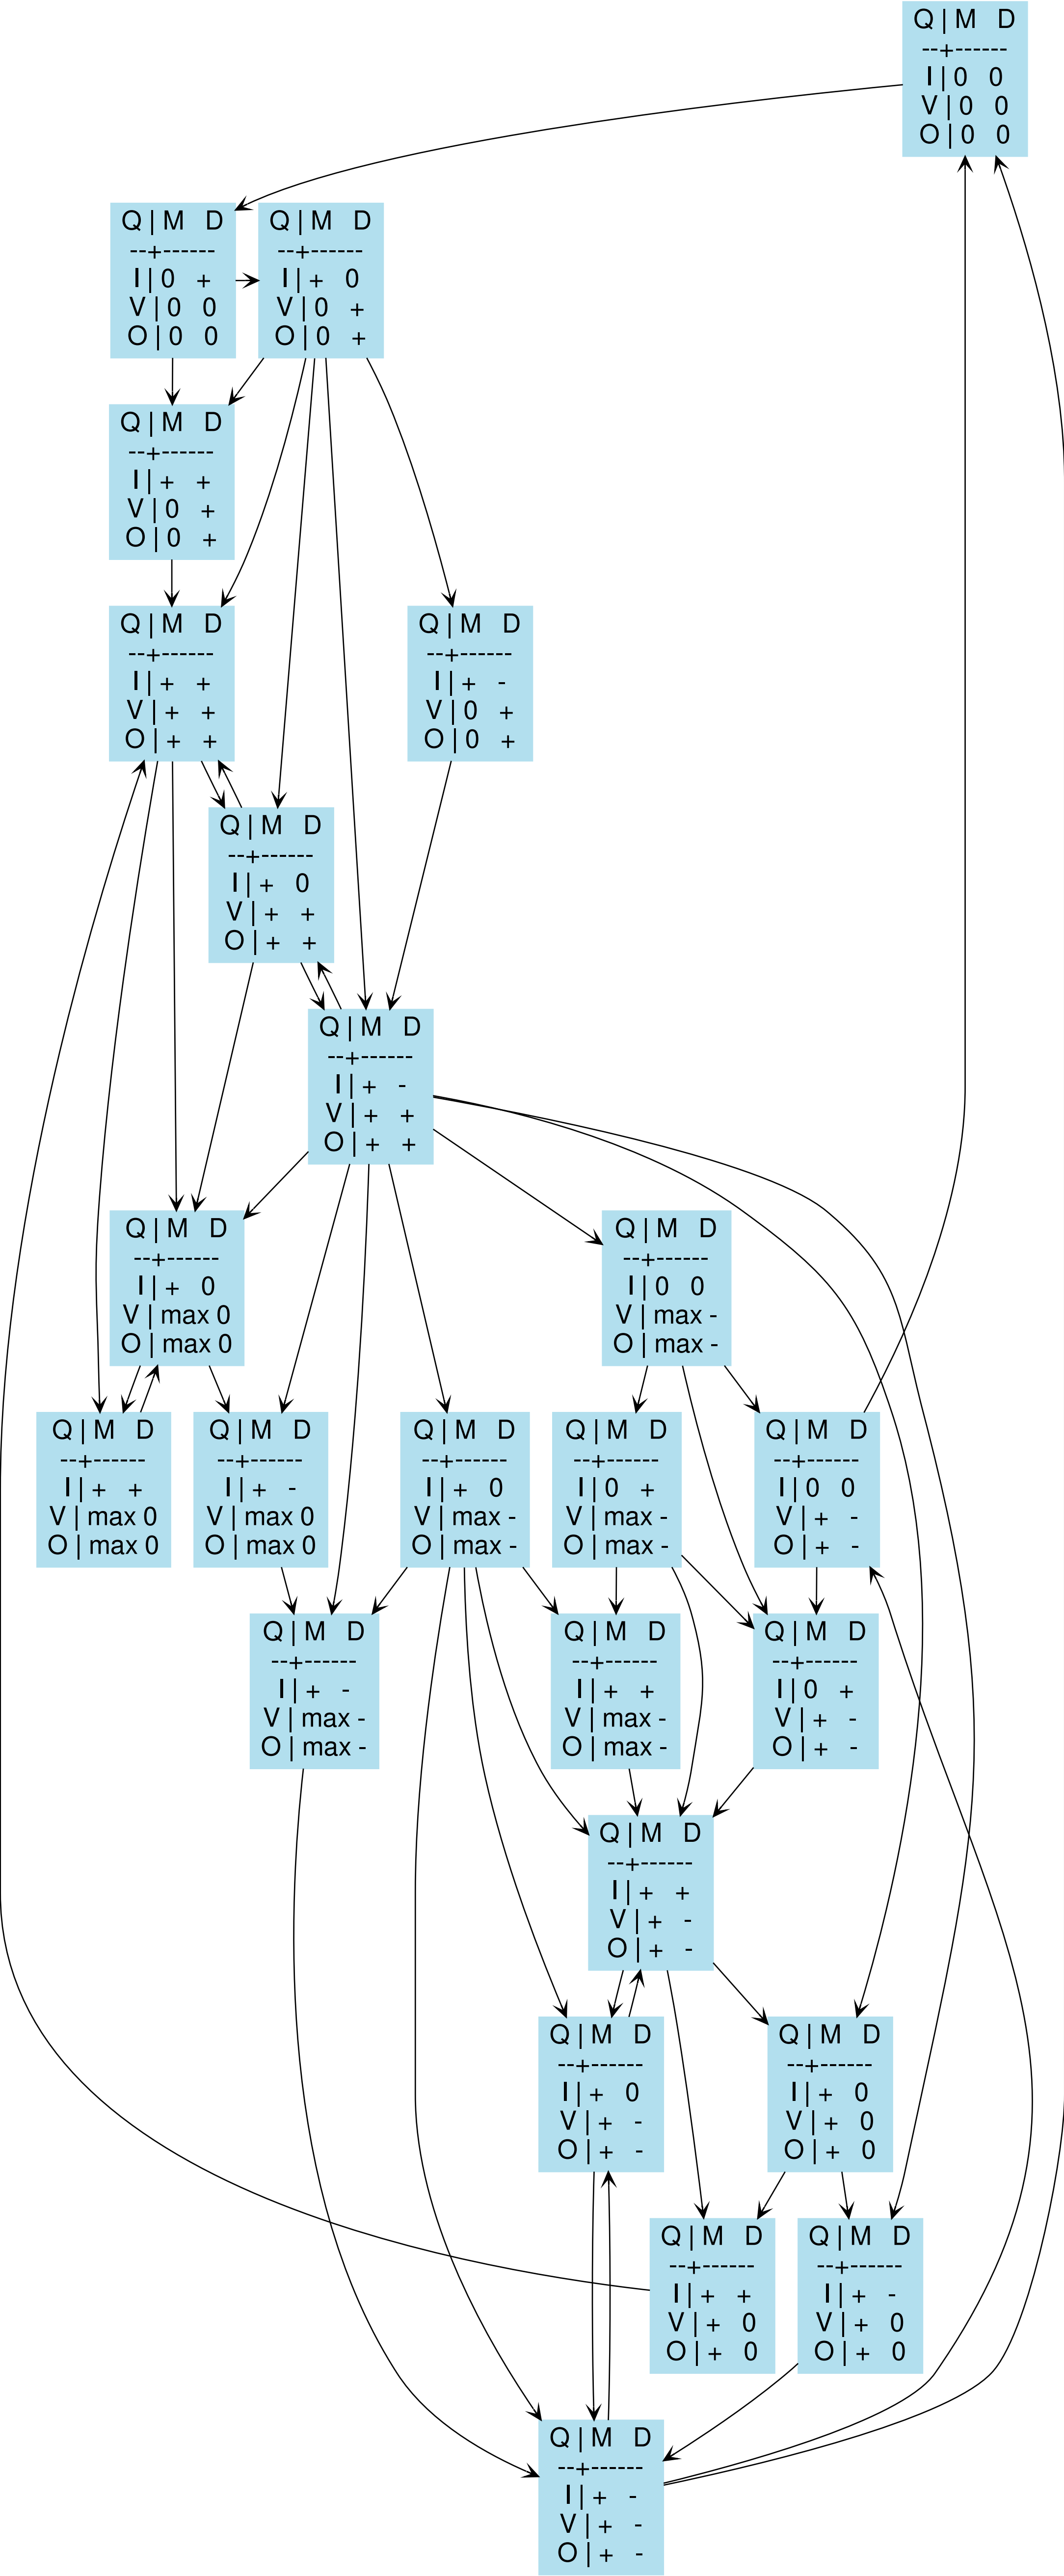 Q | M D
--+------
I | 0 0
V | 0 0
O | 0 0
Q | M D
--+------
I | 0 +
V | 0 0
O | 0 0
Q | M D
--+------
I | + 0
V | 0 +
O | 0 +
Q | M D
--+------
I | + +
V | 0 +
O | 0 +
Q | M D
--+------
I | + +
V | + +
O | + +
Q | M D
--+------
I | + -
V | 0 +
O | 0 +
Q | M D
--+------
I | + 0
V | + +
O | + +
Q | M D
--+------
I | + -
V | + +
O | + +
Q | M D
--+------
I | + 0
V | max 0
O | max 0
Q | M D
--+------
I | 0 0
V | max -
O | max -
Q | M D
--+------
I | + +
V | max 0
O | max 0
Q | M D
--+------
I | + -
V | max 0
O | max 0
Q | M D
--+------
I | + 0
V | max -
O | max -
Q | M D
--+------
I | 0 +
V | max -
O | max -
Q | M D
--+------
I | 0 0
V | + -
O | + -
Q | M D
--+------
I | + -
V | max -
O | max -
Q | M D
--+------
I | + +
V | max -
O | max -
Q | M D
--+------
I | 0 +
V | + -
O | + -
Q | M D
--+------
I | + +
V | + -
O | + -
Q | M D
--+------
I | + 0
V | + -
O | + -
Q | M D
--+------
I | + 0
V | + 0
O | + 0
Q | M D
--+------
I | + +
V | + 0
O | + 0
Q | M D
--+------
I | + -
V | + 0
O | + 0
Q | M D
--+------
I | + -
V | + -
O | + -